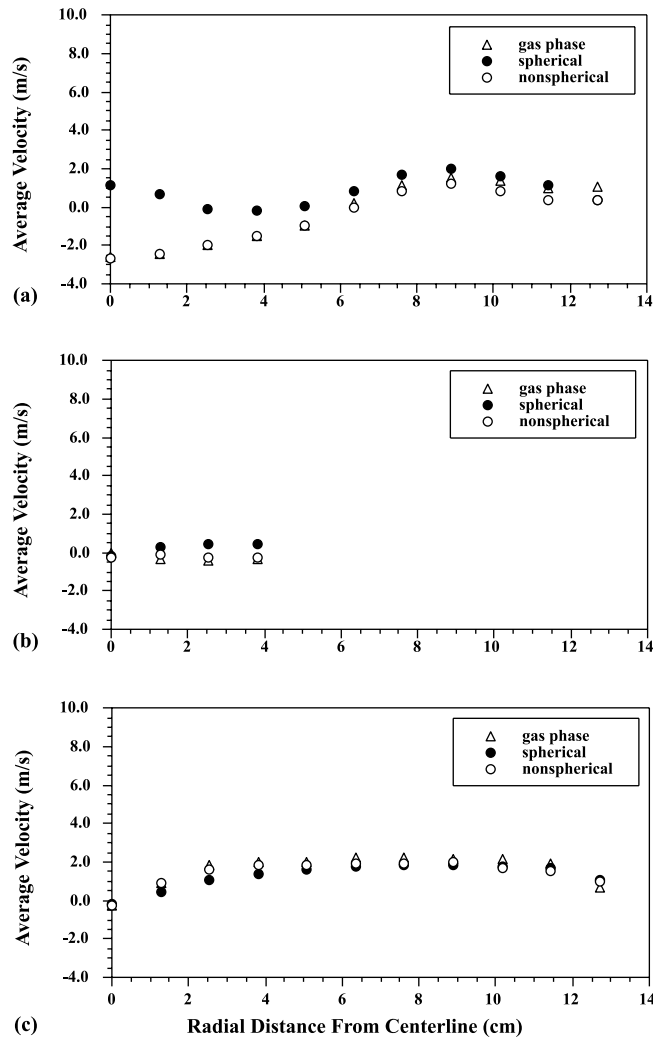 10.0
8.0
6.0
4.0
2.0
0.0
-2.0
-4.0
Average Velocity (m/s)
gas phase
spherical
nonspherical
(a)
0 2 4 6 8 10 12 14
10.0
8.0
6.0
4.0
2.0
0.0
-2.0
-4.0
Average Velocity (m/s)
gas phase
spherical
nonspherical
(b)
0 2 4 6 8 10 12 14
10.0
8.0
6.0
4.0
2.0
0.0
-2.0
-4.0
Average Velocity (m/s)
gas phase
spherical
nonspherical
0 2 4 6 8 10 12 14
(c) Radial Distance From Centerline (cm)